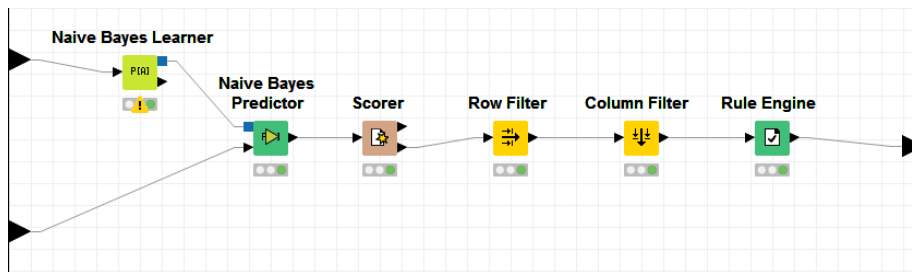 Naive Bayes Learner
P[A]
Naive Bayes
Predictor
Scorer
Row Filter
Column Filter
Rule Engine